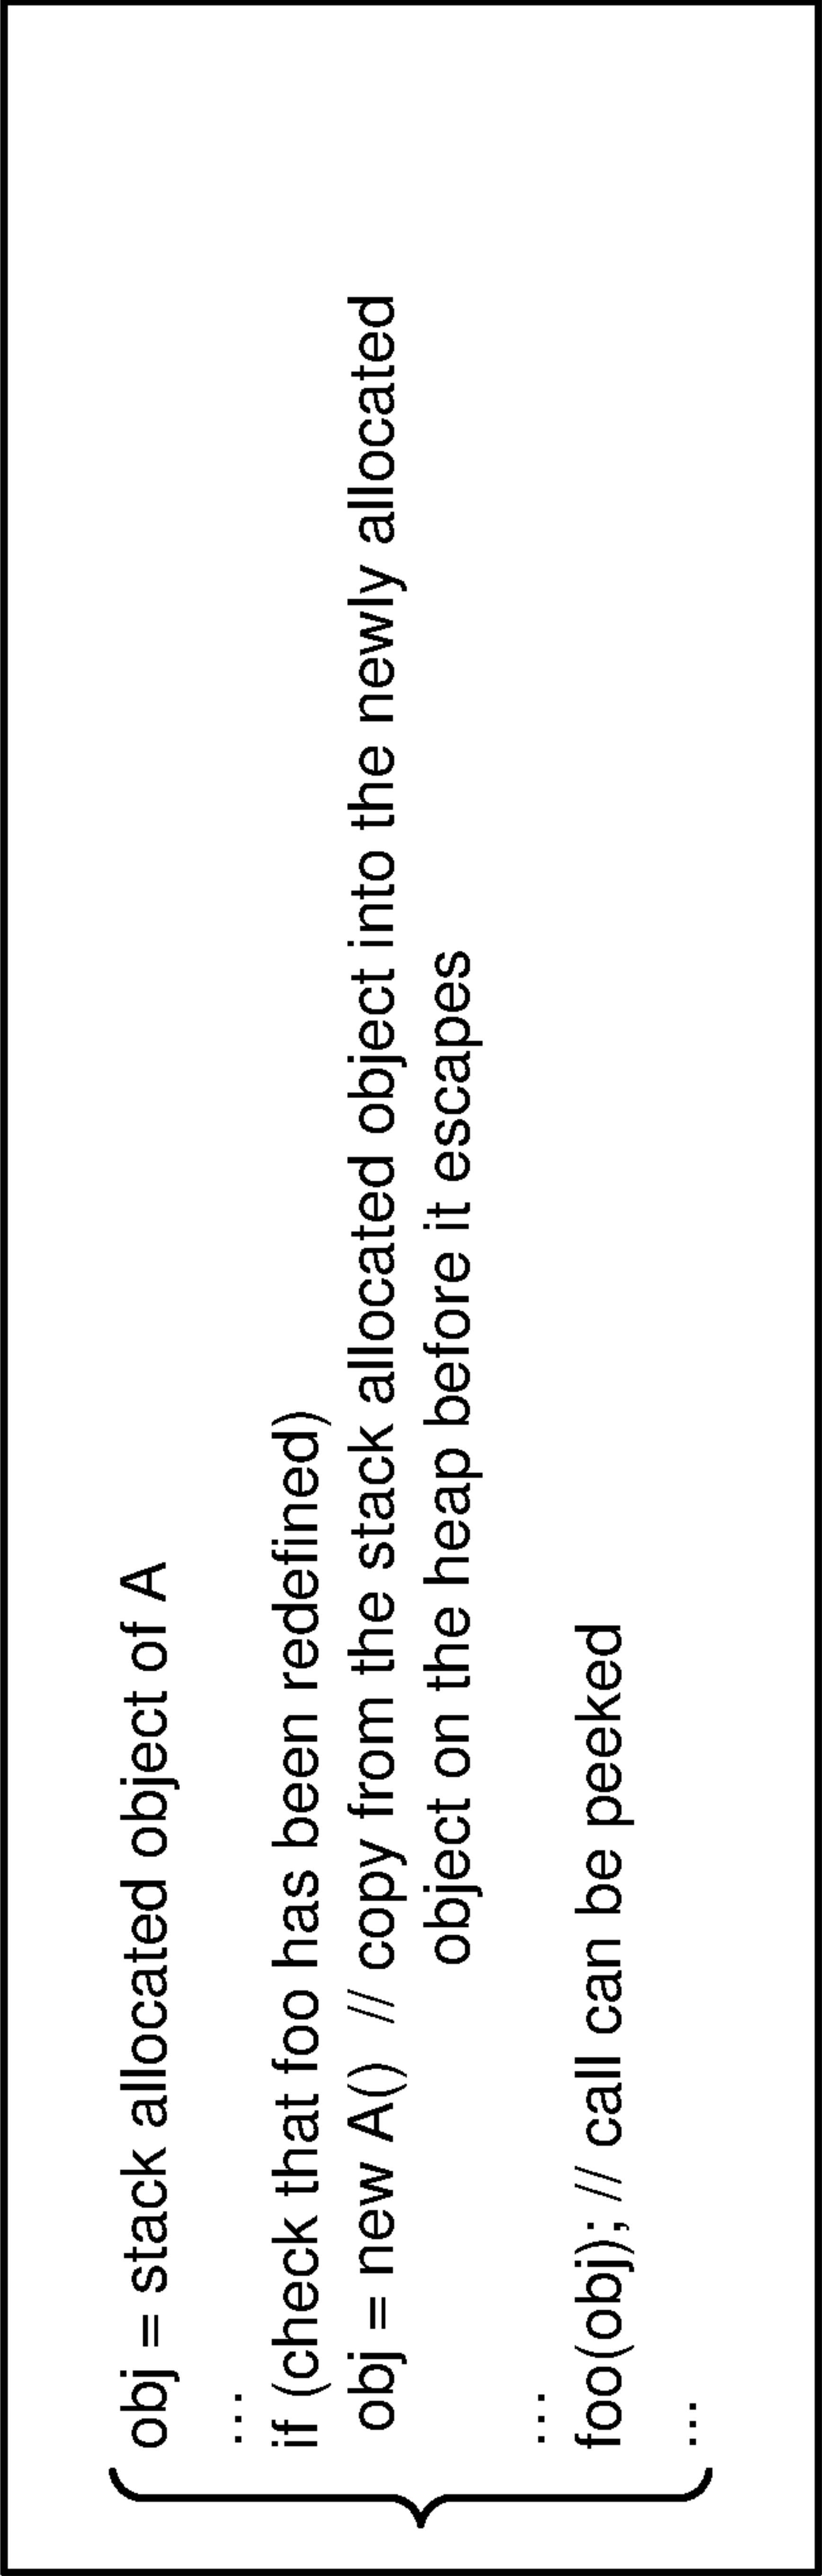 obj = stack allocated object of A
...
if (check that foo has been redefined)
obj = new A() // copy from the stack allocated object into the newly allocated
object on the heap before it escapes
...
foo(obj); // call can be peeked
...